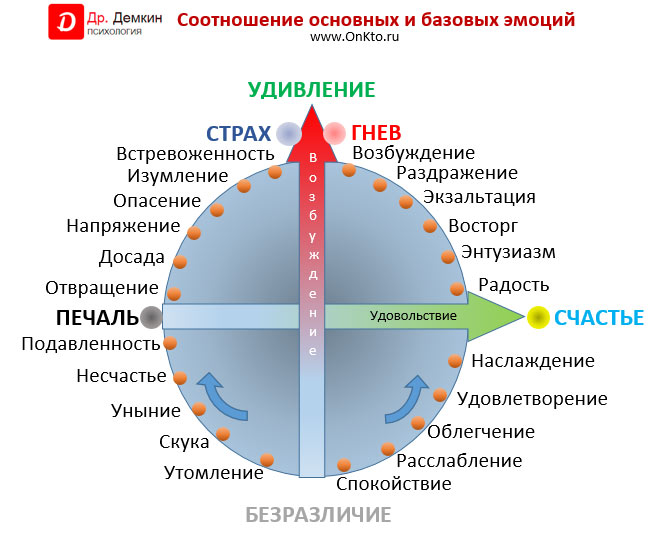 Др. Демкин
ПСИХОЛОГИЯ
Соотношение основных и базовых эмоций
www.OnKto.ru
УДИВЛЕНИЕ
СТРАХ
ГНЕВ
Встревоженность
Возбуждение
Изумление
Раздражение
Опасение
Экзальтация
Напряжение
Восторг
Досада
Энтузиазм
Отвращение
Радость
Возбуждение
ПЕЧАЛЬ
Удовольствие
СЧАСТЬЕ
Подавленность
Наслаждение
Несчастье
Удовлетворение
Уныние
Облегчение
Скука
Расслабление
Утомление
Спокойствие
БЕЗРАЗЛИЧИЕ